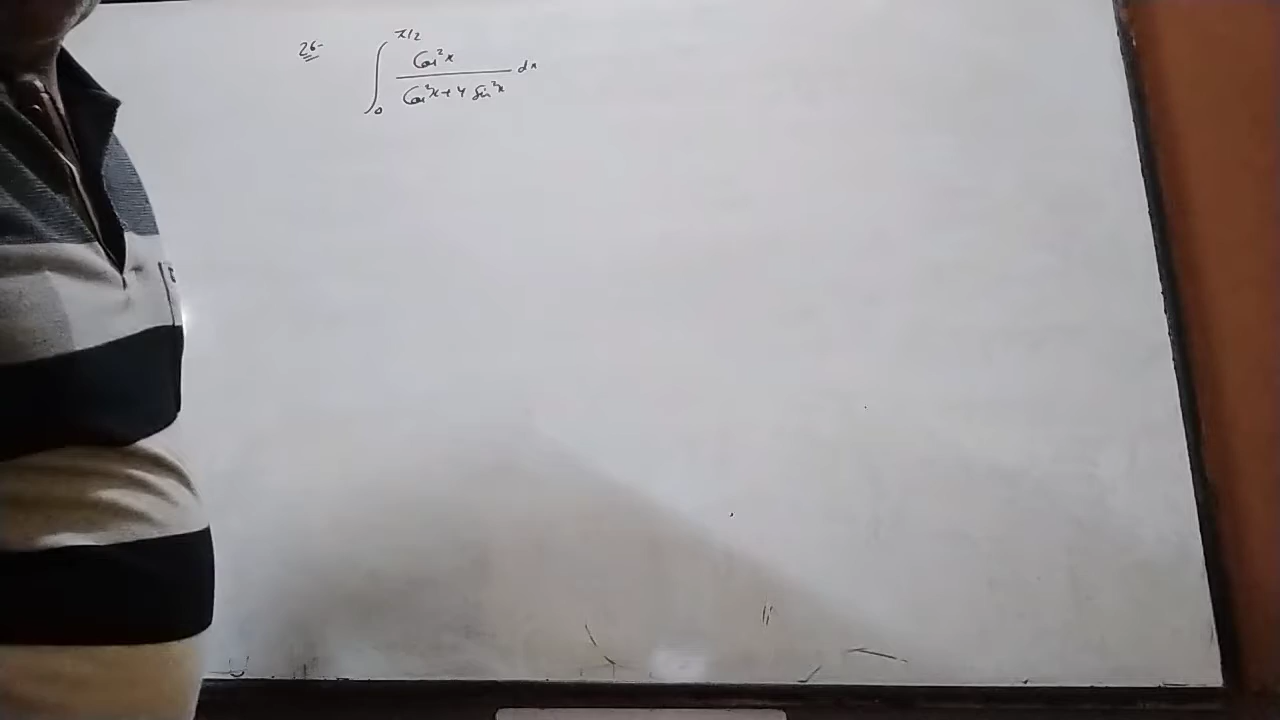 26- ∫₀^π/2 Cos²x / Cos²x + 4 Sin²x dx